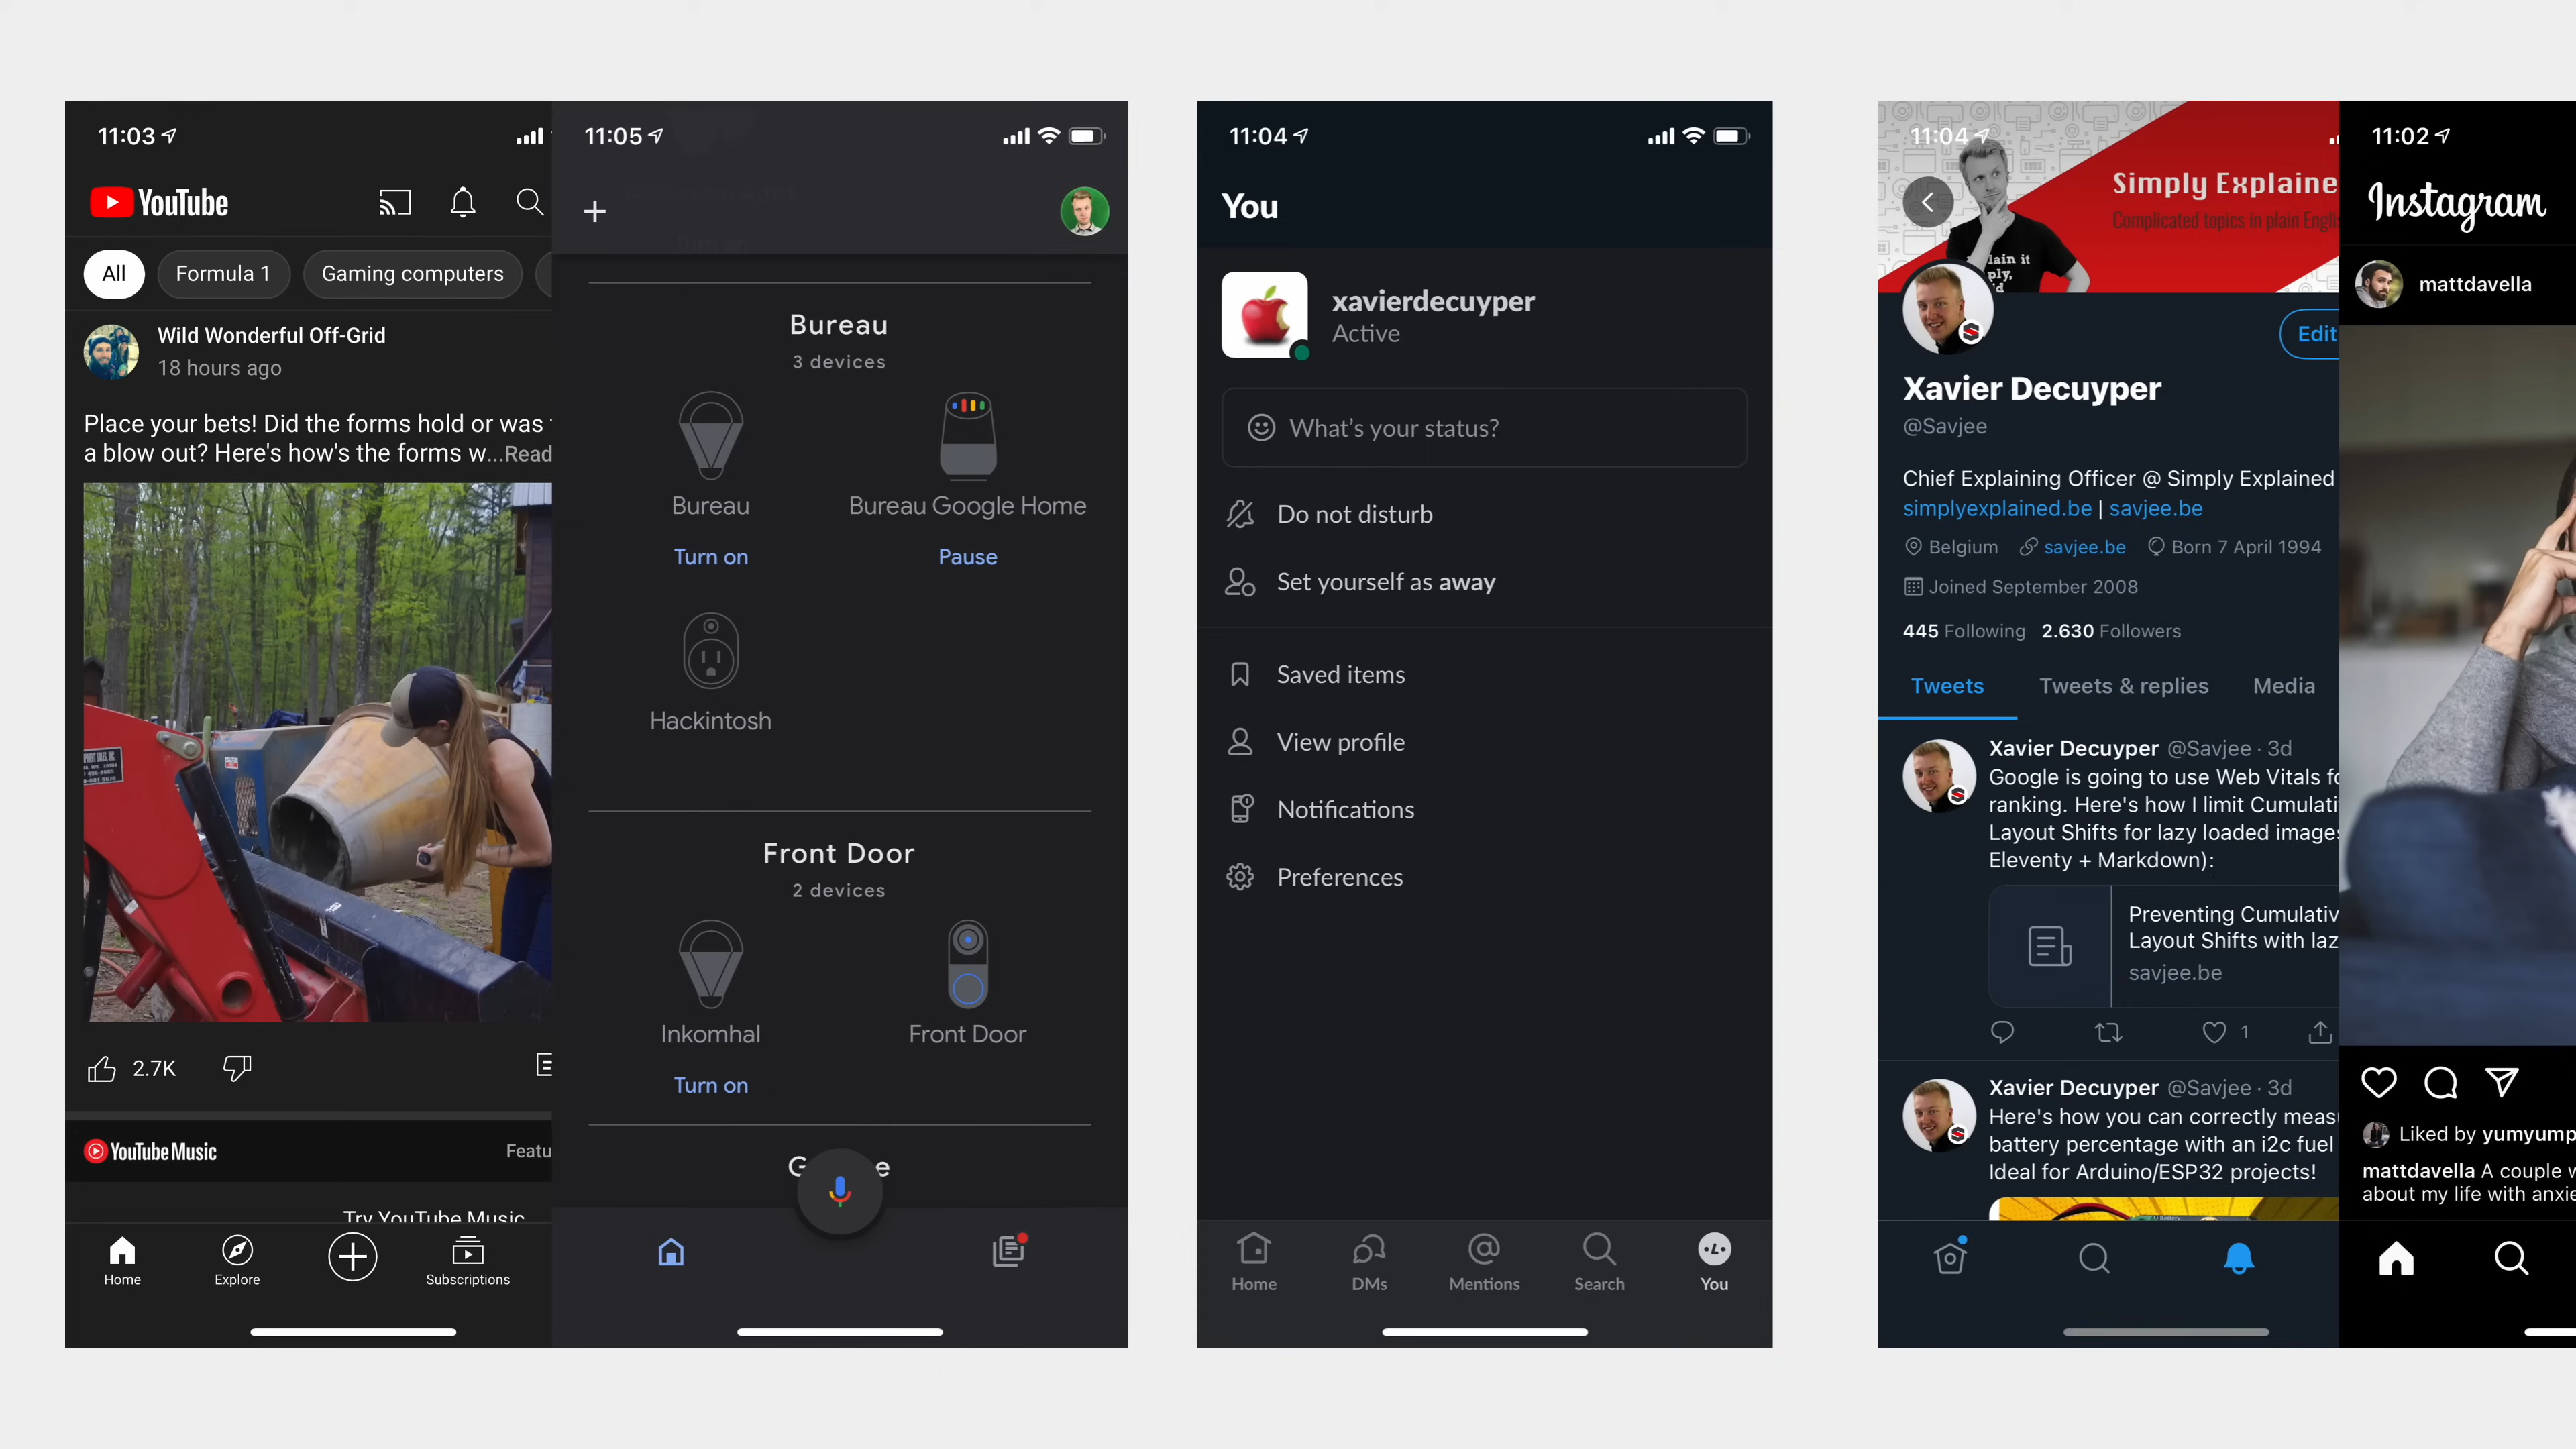 11:03
YouTube
All
Formula 1
Gaming computers
Wild Wonderful Off-Grid
18 hours ago
Place your bets! Did the forms hold or was
a blow out? Here's how's the forms w...Read
2.7K
YouTube Music
Featu
Try YouTube Music
Home
Explore
Subscriptions
11:05
Bureau
3 devices
Bureau
Turn on
Bureau Google Home
Pause
Hackintosh
Front Door
2 devices
Inkomhal
Turn on
Front Door
11:04
You
xavierdecuyper
Active
What's your status?
Do not disturb
Set yourself as away
Saved items
View profile
Notifications
Preferences
Home
DMs
Mentions
Search
You
11:04
Simply Explaine
Complicated topics in plain Engli
Edit
Xavier Decuyper
@Savjee
Chief Explaining Officer @ Simply Explained
simplyexplained.be | savjee.be
Belgium savjee.be Born 7 April 1994
Joined September 2008
445 Following 2.630 Followers
Tweets
Tweets & replies
Media
Xavier Decuyper @Savjee · 3d
Google is going to use Web Vitals fo
ranking. Here's how I limit Cumulati
Layout Shifts for lazy loaded images
Eleventy + Markdown):
Preventing Cumulativ
Layout Shifts with laz
savjee.be
1
Xavier Decuyper @Savjee · 3d
Here's how you can correctly measu
battery percentage with an i2c fuel
Ideal for Arduino/ESP32 projects!
11:02
Instagram
mattdavella
Liked by yumyump
mattdavella A couple w
about my life with anxie